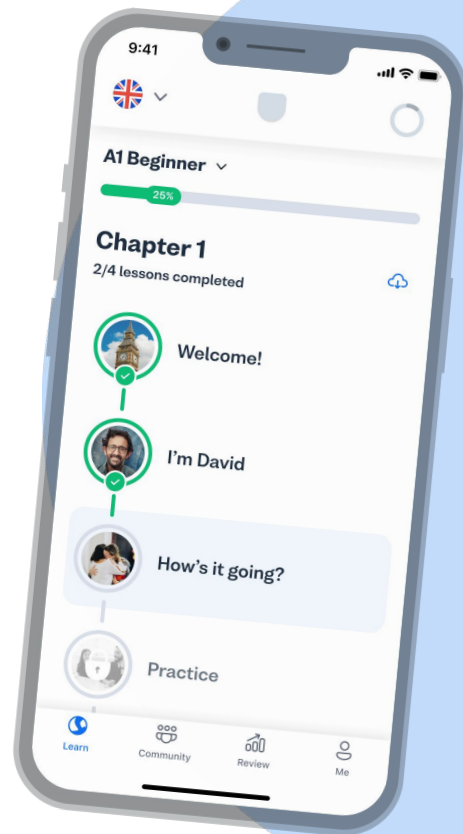 9:41
A1 Beginner
25%
Chapter 1
2/4 lessons completed
Welcome!
I'm David
How's it going?
Practice
Learn
Community
Review
Me